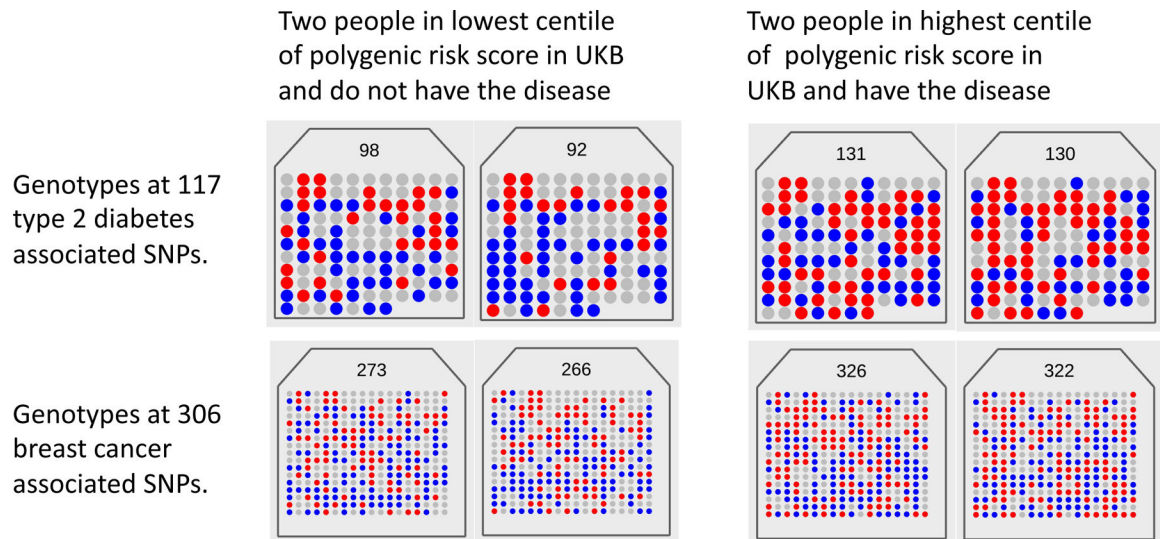 Two people in lowest centile
of polygenic risk score in UKB
and do not have the disease
Two people in highest centile
of polygenic risk score in
UKB and have the disease
Genotypes at 117
type 2 diabetes
associated SNPs.
98
92
131
130
Genotypes at 306
breast cancer
associated SNPs.
273
266
326
322